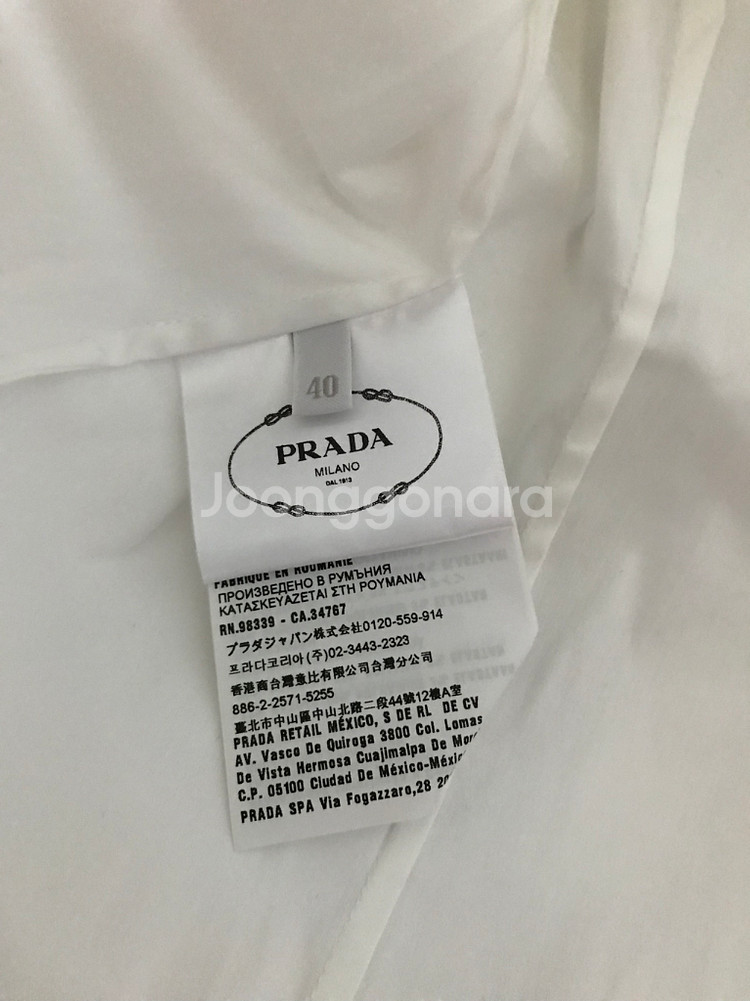 40
PRADA
MILANO
DAL 1913
Joonggonara
FABRIQUÉ EN ROUMANIE
ПРОИЗВЕДЕНО В РУМЪНИЯ
ΚΑΤΑΣΚΕΥΑΖΕΤΑΙ ΣΤΗ ΡΟΥΜΑΝΙΑ
RN.98339 - CA.34767
プラダジャパン株式会社0120-559-914
프라다코리아(주)02-3443-2323
香港商台灣意比有限公司台灣分公司
886-2-2571-5255
臺北市中山區中山北路二段44號12樓A室
PRADA RETAIL MÉXICO, S DE RL DE CV
AV. Vasco De Quiroga 3800 Col. Lomas
De Vista Hermosa Cuajimalpa De
C.P. 05100 Ciudad De México-Méxic
PRADA SPA Via Fogazzaro,28